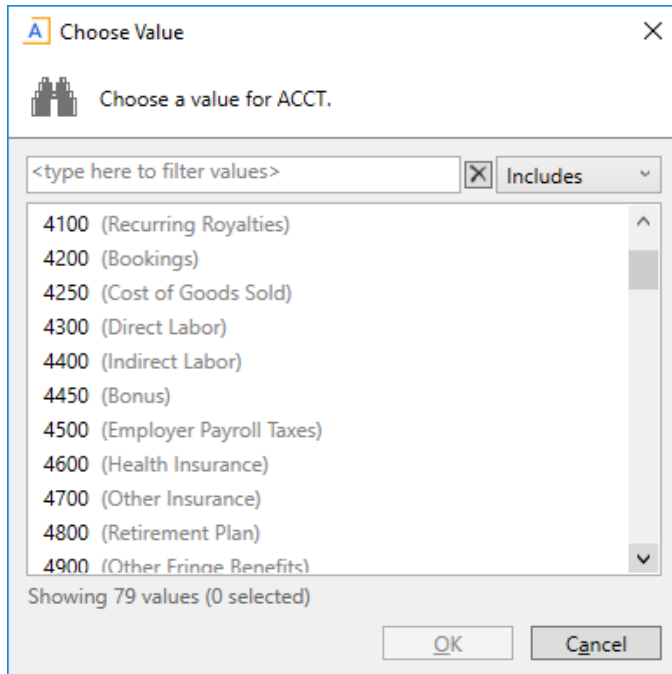 A Choose Value
Choose a value for ACCT.
<type here to filter values> Includes
4100 (Recurring Royalties)
4200 (Bookings)
4250 (Cost of Goods Sold)
4300 (Direct Labor)
4400 (Indirect Labor)
4450 (Bonus)
4500 (Employer Payroll Taxes)
4600 (Health Insurance)
4700 (Other Insurance)
4800 (Retirement Plan)
4900 (Other Fringe Benefits)
Showing 79 values (0 selected)
OK Cancel